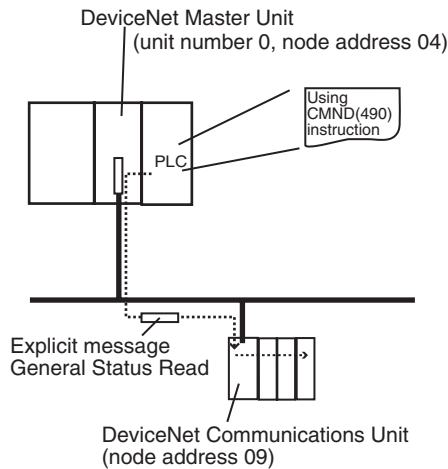 DeviceNet Master Unit
(unit number 0, node address 04)
Using
CMND(490)
instruction
PLC
Explicit message
General Status Read
DeviceNet Communications Unit
(node address 09)